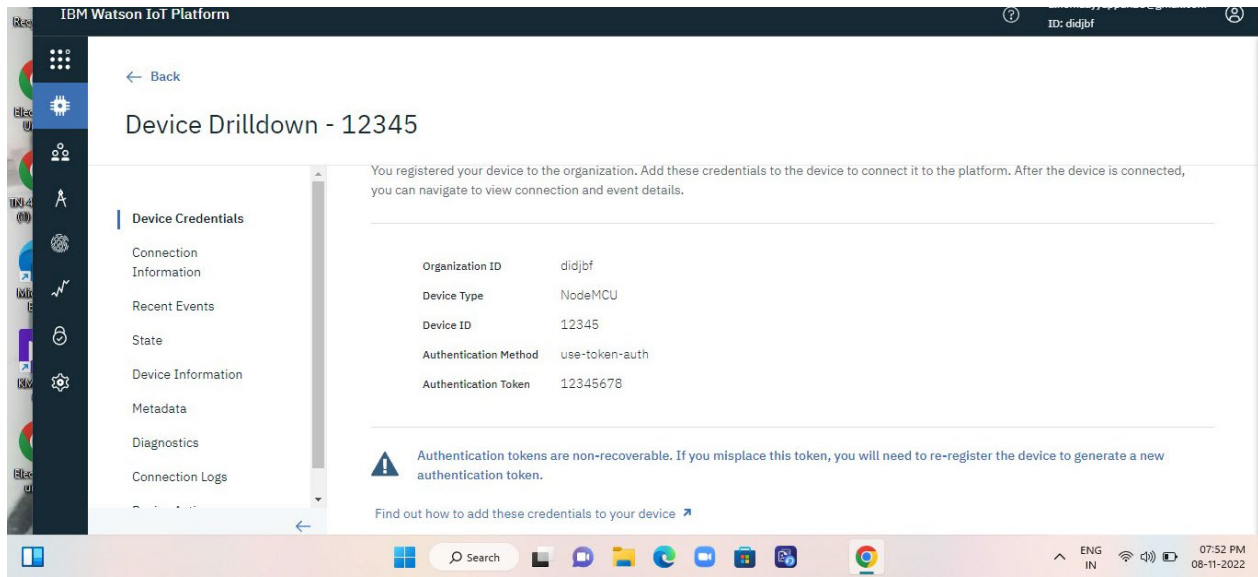 IBM Watson IoT Platform
ID: didjbf
Back
Device Drilldown - 12345
You registered your device to the organization. Add these credentials to the device to connect it to the platform. After the device is connected,
you can navigate to view connection and event details.
Device Credentials
Connection
Information
Recent Events
State
Device Information
Metadata
Diagnostics
Connection Logs
Organization ID didjbf
Device Type NodeMCU
Device ID 12345
Authentication Method use-token-auth
Authentication Token 12345678
Authentication tokens are non-recoverable. If you misplace this token, you will need to re-register the device to generate a new
authentication token.
Find out how to add these credentials to your device
Search
ENG
IN
07:52 PM
08-11-2022